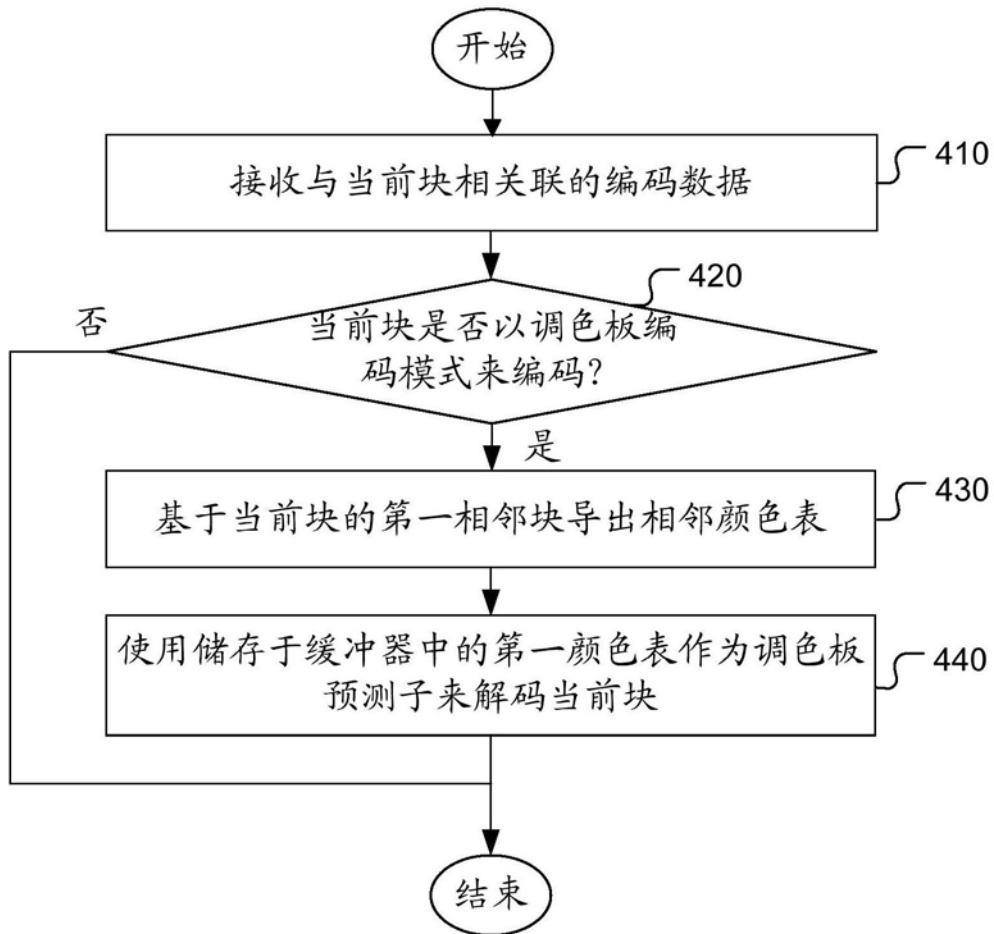 开始
接收与当前块相关联的编码数据
410
420
否
当前块是否以调色板编
码模式来编码?
是
基于当前块的第一相邻块导出相邻颜色表
430
使用储存于缓冲器中的第一颜色表作为调色板
预测子来解码当前块
440
结束